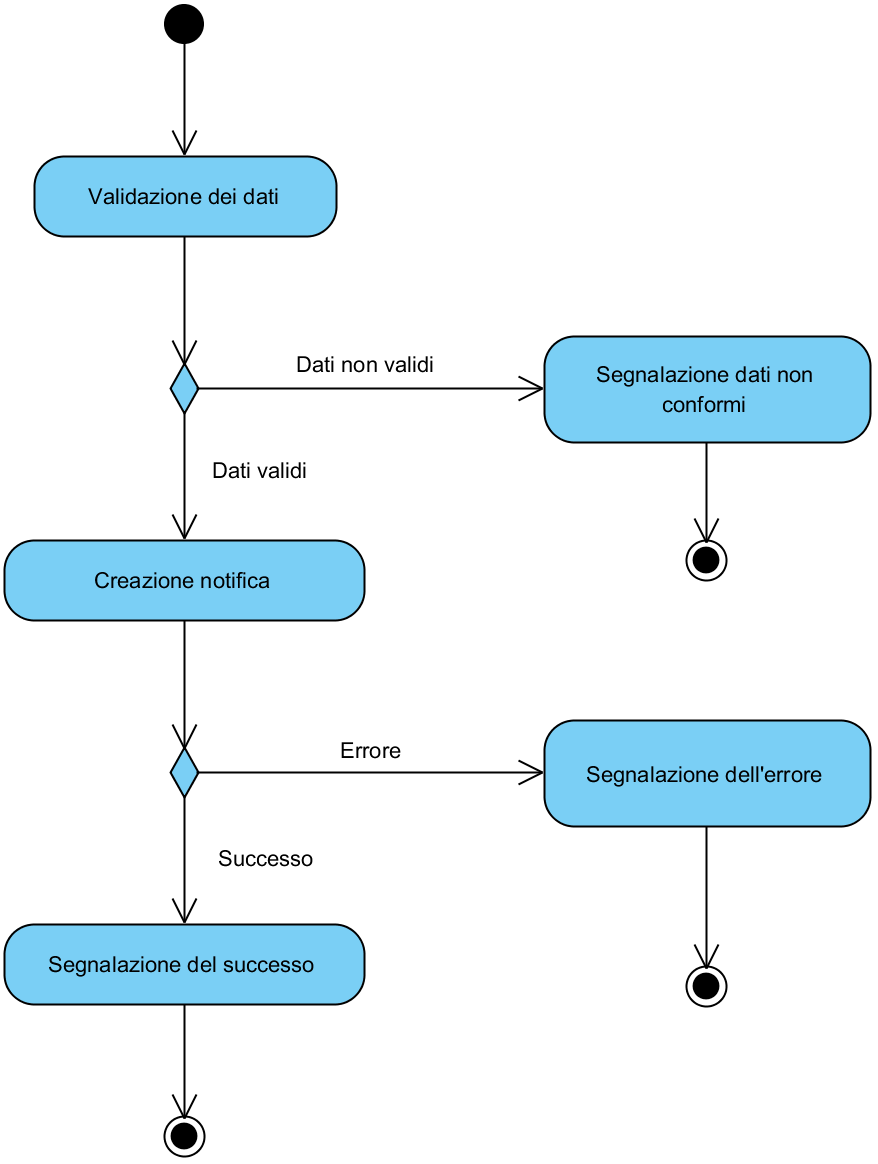 Validazione dei dati
Dati non validi
Segnalazione dati non
conformi
Dati validi
Creazione notifica
Errore
Segnalazione dell'errore
Successo
Segnalazione del successo